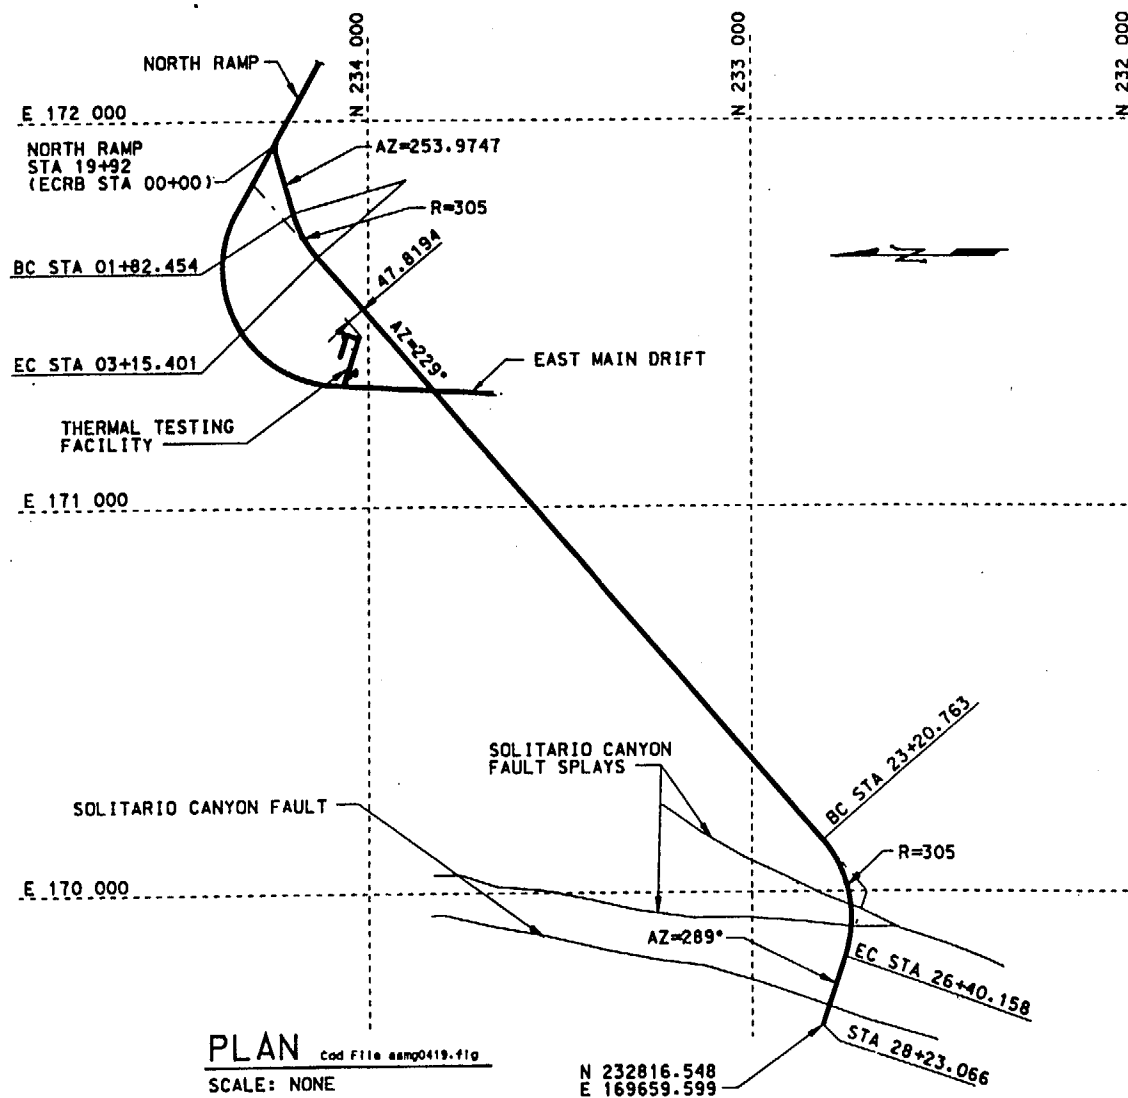 N 234 000
N 233 000
N 232 000
NORTH RAMP
E 172 000
NORTH RAMP
STA 19+92
(ECRB STA 00+00)
AZ=253.9747
R=305
BC STA 01+82.454
47.8194
N
EC STA 03+15.401
AZ=229°
EAST MAIN DRIFT
THERMAL TESTING
FACILITY
E 171 000
BC STA 23+20.763
SOLITARIO CANYON
FAULT SPLAYS
SOLITARIO CANYON FAULT
R=305
E 170 000
AZ=289°
EC STA 26+40.158
STA 28+23.066
PLAN Cad File
SCALE: NONE
N 232816.548
E 169659.599